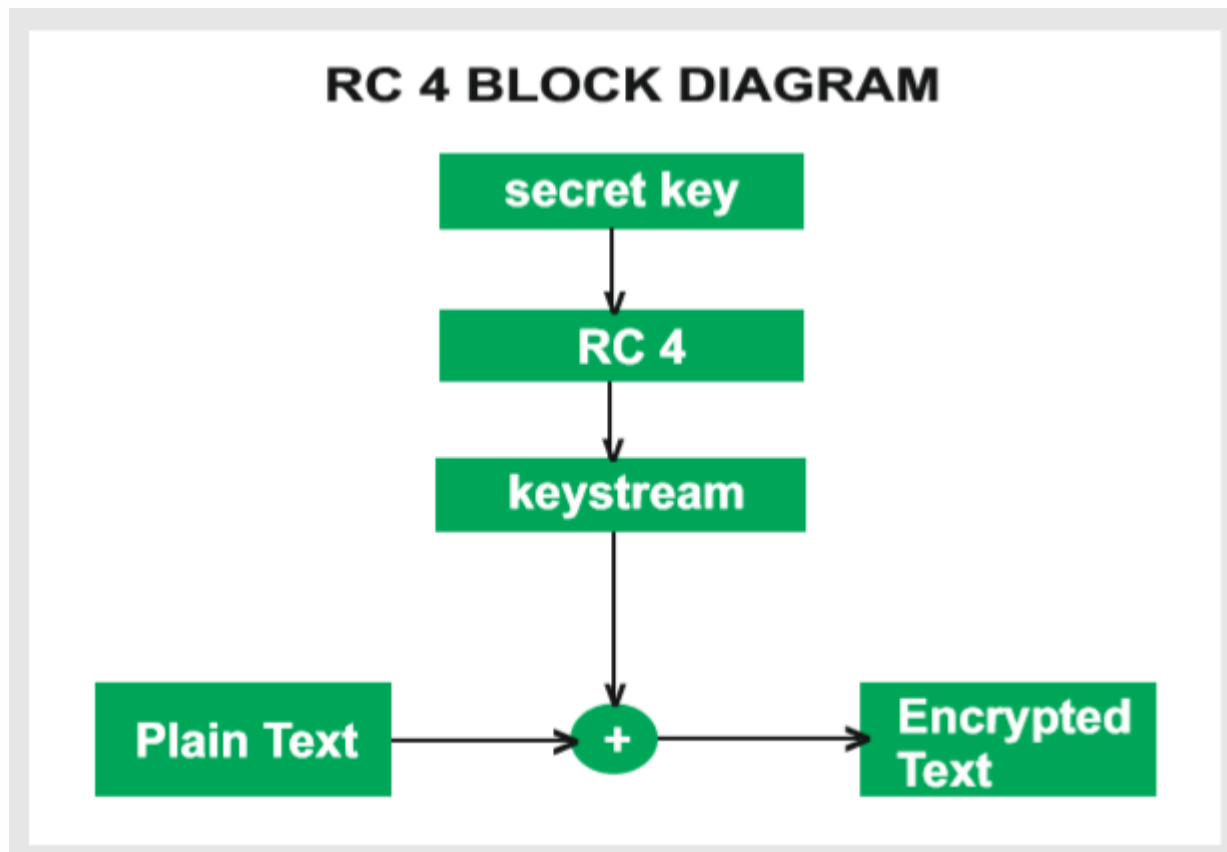 RC 4 BLOCK DIAGRAM
secret key
RC 4
keystream
Plain Text
+
Encrypted
Text